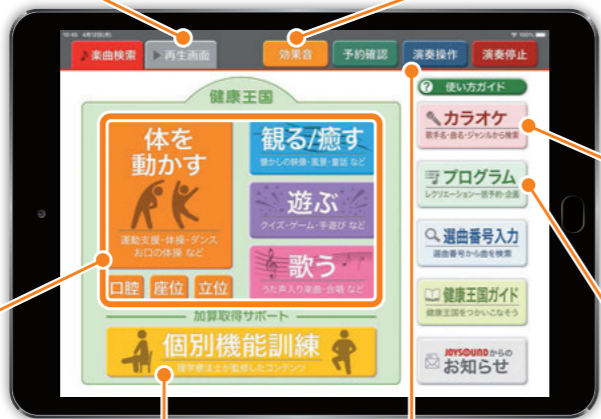 10:45 4月12日(月)
100%
楽曲検索
再生画面
効果音
予約確認
演奏操作
演奏停止
健康王国
体を
動かす
運動支援・体操・ダンス
お口の体操 など
口腔 座位 立位
観る/癒す
懐かしの映像・風景・童話 など
遊ぶ
クイズ・ゲーム・手遊び など
歌う
うた声入り楽曲・合唱 など
加算取得サポート
個別機能訓練
理学療法士が監修したコンテンツ
? 使い方ガイド
カラオケ
歌手名・曲名・ジャンルから検索
プログラム
レクリエーション一括予約・企画
選曲番号入力
選曲番号から曲を検索
健康王国ガイド
健康王国をつかいこなそう
JOYSOUNDからの
お知らせ